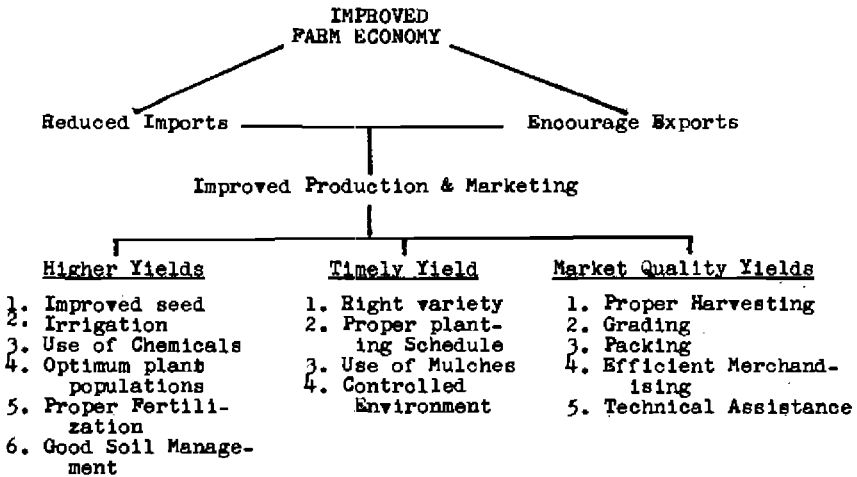 IMPROVED
FARM ECONOMY
Reduced Imports
Encourage Exports
Improved Production & Marketing
Higher Yields
1. Improved seed
2. Irrigation
3. Use of Chemicals
4. Optimum plant
populations
5. Proper Fertili-
zation
6. Good Soil Manage-
ment
Timely Yield
1. Right variety
2. Proper plant-
ing Schedule
3. Use of Mulches
4. Controlled
Environment
Market Quality Yields
1. Proper Harvesting
2. Grading
3. Packing
4. Efficient Merchand-
ising
5. Technical Assistance